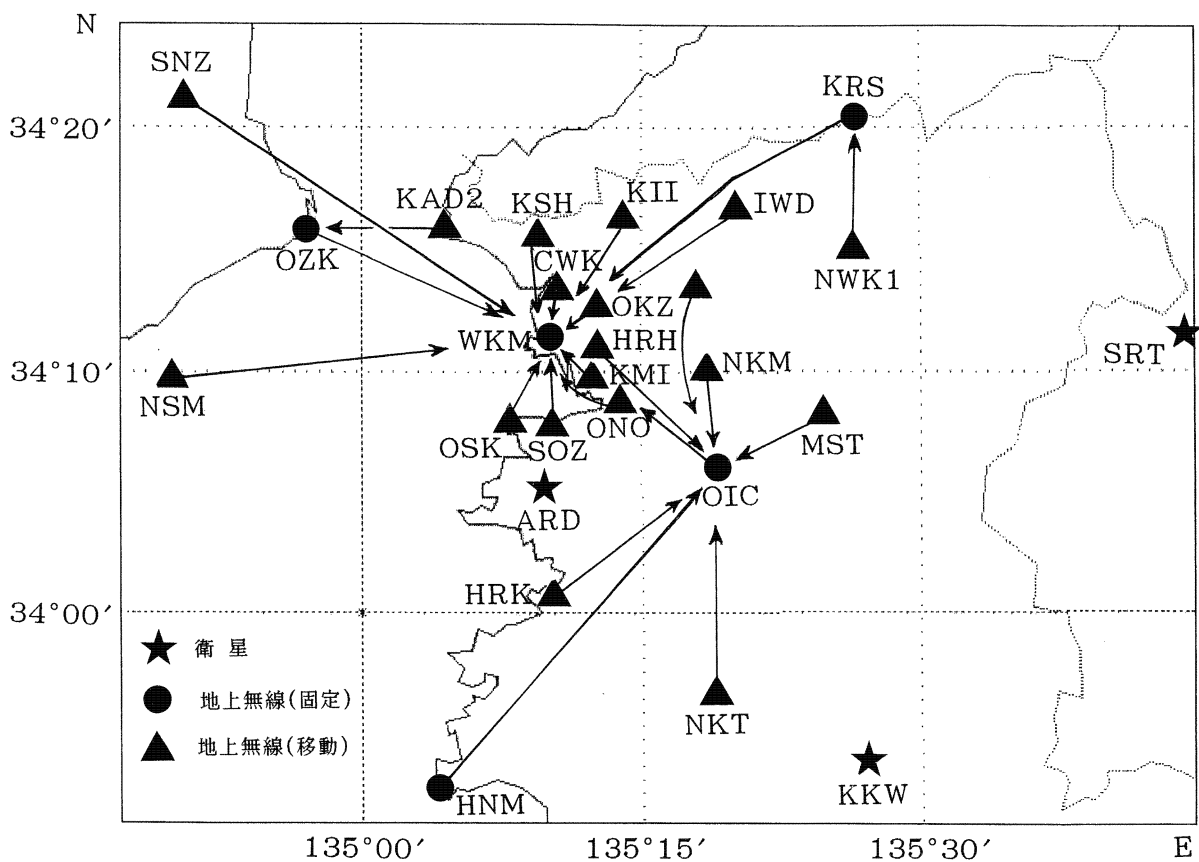 N
SNZ
KRS
34°20′
KAD2
KSH
KII
IWD
OZK
CWK
NWK1
OKZ
WKM
HRH
SRT
34°10′
KMI
NKM
NSM
ONO
MST
OSK
SOZ
OIC
ARD
HRK
34°00′
衛星
地上無線(固定)
NKT
地上無線(移動)
KKW
HNM
135°00′
135°15′
135°30′
E